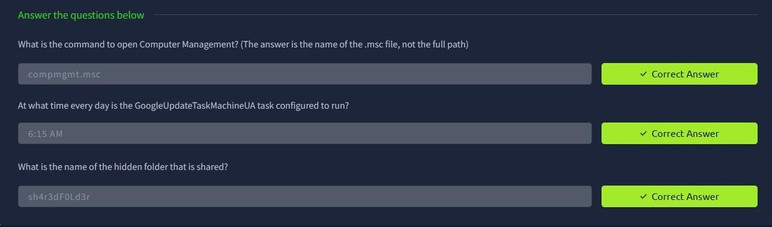 Answer the questions below
What is the command to open Computer Management? (The answer is the name of the .msc file, not the full path)
compmgmt.msc
✓ Correct Answer
At what time every day is the GoogleUpdateTaskMachineUA task configured to run?
6:15 AM
✓ Correct Answer
What is the name of the hidden folder that is shared?
sh4r3dF0Ld3r
✓ Correct Answer